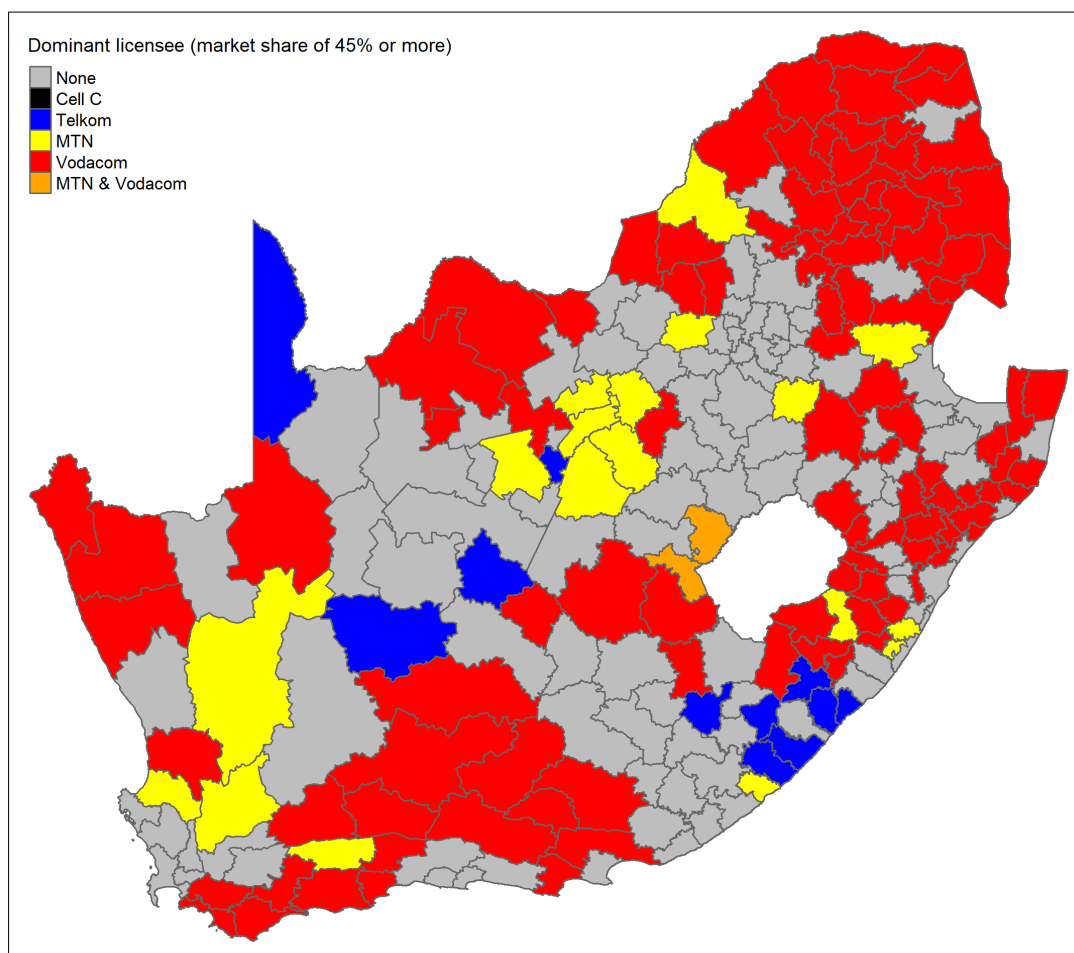 Dominant licensee (market share of 45% or more)
None
Cell C
Telkom
MTN
Vodacom
MTN & Vodacom